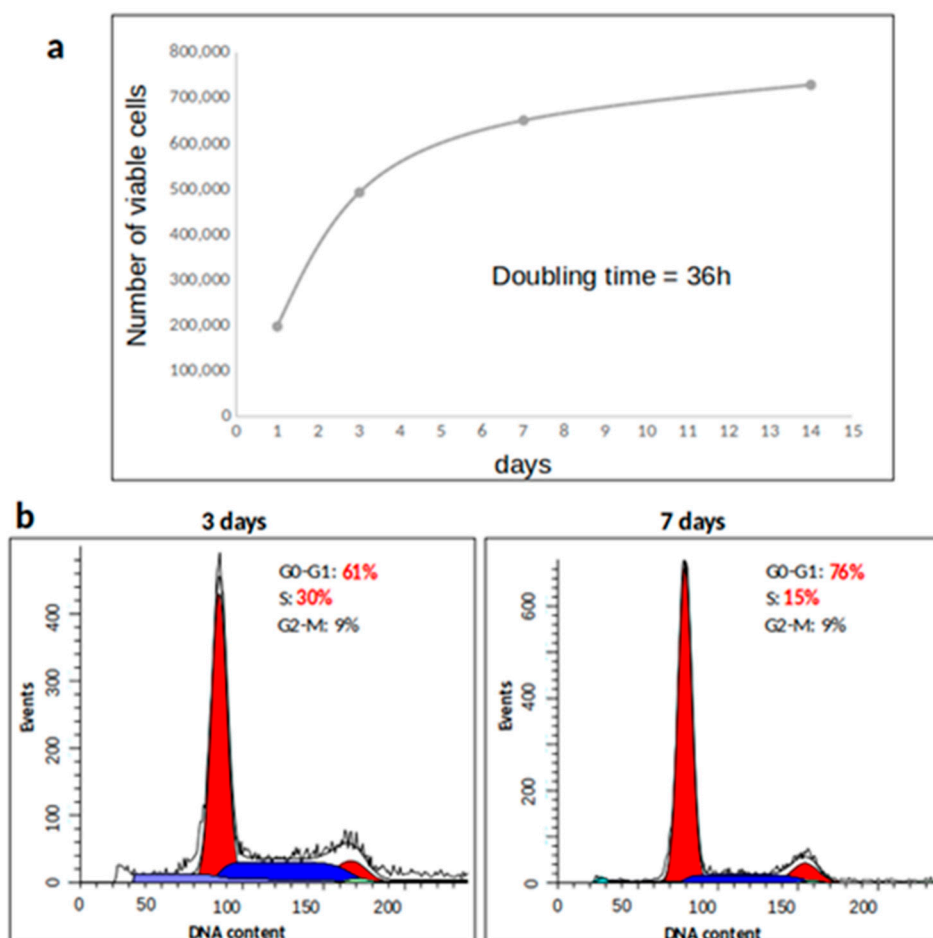 a
800,000
700,000
600,000
500,000
400,000
300,000
200,000
100,000
0
Number of viable cells
Doubling time = 36h
0 1 2 3 4 5 6 7 8 9 10 11 12 13 14 15
days
b
3 days
G0-G1: 61%
S: 30%
G2-M: 9%
Events
400
300
200
100
0
0 50 100 150 200
DNA content
7 days
G0-G1: 76%
S: 15%
G2-M: 9%
Events
600
400
200
0
0 50 100 150 200
DNA content